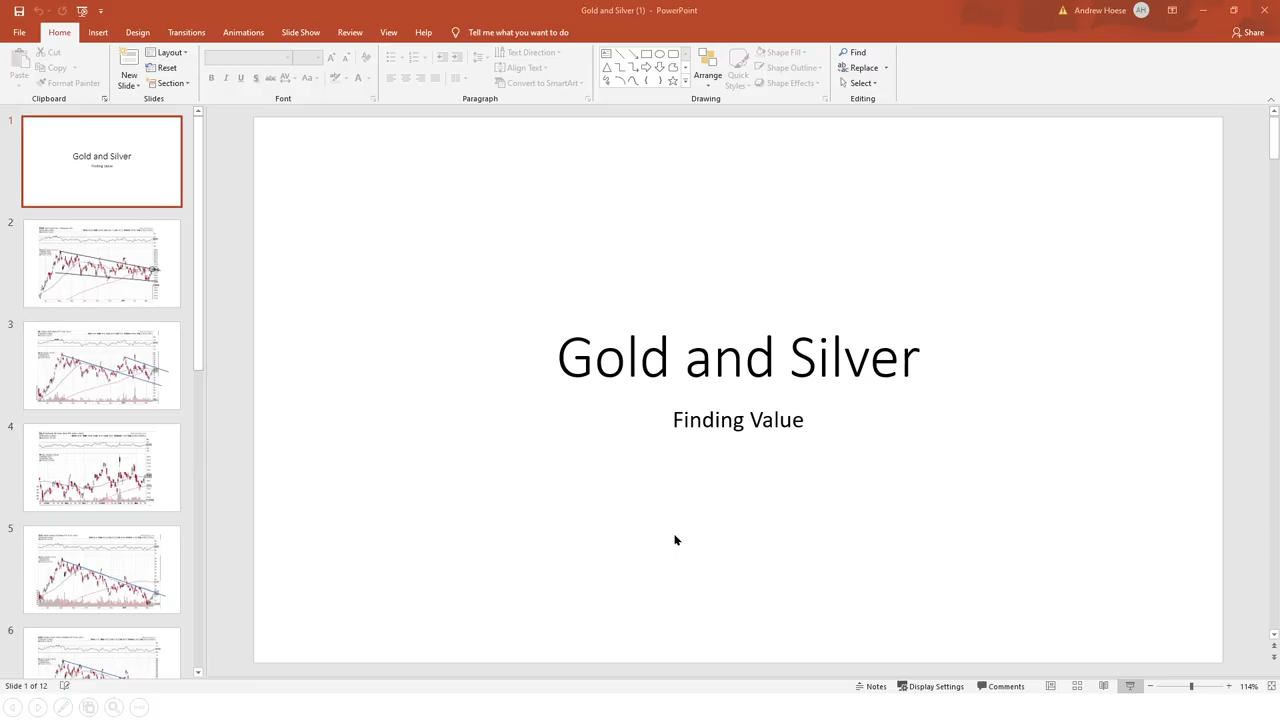 Gold and Silver (1) - PowerPoint
Andrew Hoese AH
File Home Insert Design Transitions Animations Slide Show Review View Help Tell me what you want to do
Share
Paste
Cut
Copy
Format Painter
Clipboard
New Slide
Layout
Reset
Section
Slides
Font
Text Direction
Align Text
Convert to SmartArt
Paragraph
Arrange
Quick Styles
Shape Fill
Shape Outline
Shape Effects
Drawing
Find
Replace
Select
Editing
1
Gold and Silver
Finding Value
2
3
4
5
6
Gold and Silver
Finding Value
Slide 1 of 12
Notes
Display Settings
Comments
114%